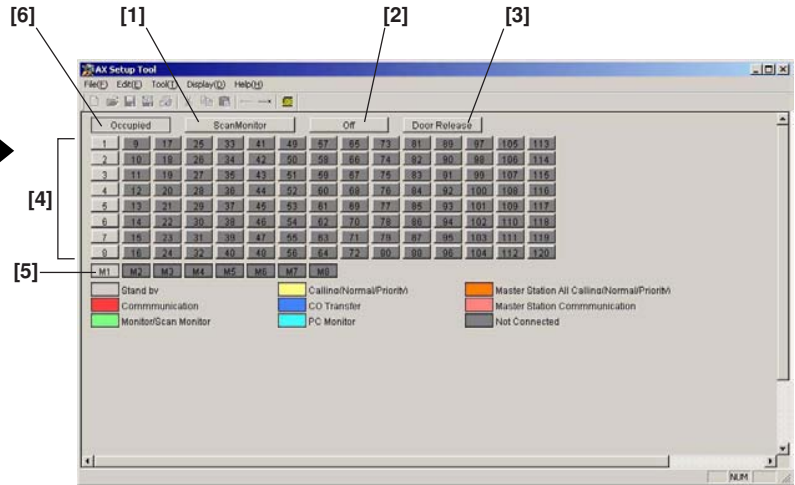 [6] [1] [2] [3]
AX Setup Tool
File(F) Edit(E) Tool(T) Display(D) Help(H)
Occupied ScanMonitor Off Door Release
1 9 17 25 33 41 49 57 65 73 81 89 97 105 113
2 10 18 26 34 42 50 58 66 74 82 90 98 106 114
3 11 19 27 35 43 51 59 67 75 83 91 99 107 115
[4]
4 12 20 28 36 44 52 60 68 76 84 92 100 108 116
5 13 21 29 37 45 53 61 69 77 85 93 101 109 117
6 14 22 30 38 46 54 62 70 78 86 94 102 110 118
7 15 23 31 39 47 55 63 71 79 87 95 103 111 119
8 16 24 32 40 48 56 64 72 80 88 96 104 112 120
[5]
M1 M2 M3 M4 M5 M6 M7 M8
Stand by Calling(Normal/Priority) Master Station All Calling(Normal/Priority)
Commmunication CO Transfer Master Station Commmunication
Monitor/Scan Monitor PC Monitor Not Connected
NUM